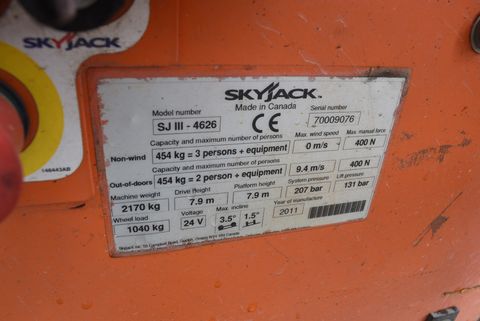 SKYJACK
148443AB
SKYJACK
Made in Canada
Model number
Serial number
SJ III - 4626
CE
70009076
Capacity and maximum number of persons
Max. wind speed
Max. manual force
Non-wind
454 kg = 3 persons + equipment
0 m/s
400 N
Capacity and maximum number of persons
Out-of-doors
454 kg = 2 person + equipment
9.4 m/s
400 N
Machine weight
Drive height
Platform height
System pressure
Lift pressure
2170 kg
7.9 m
7.9 m
207 bar
131 bar
Wheel load
Voltage
Max. incline
Year of manufacture
1040 kg
24 V
3.5°
1.5°
2011